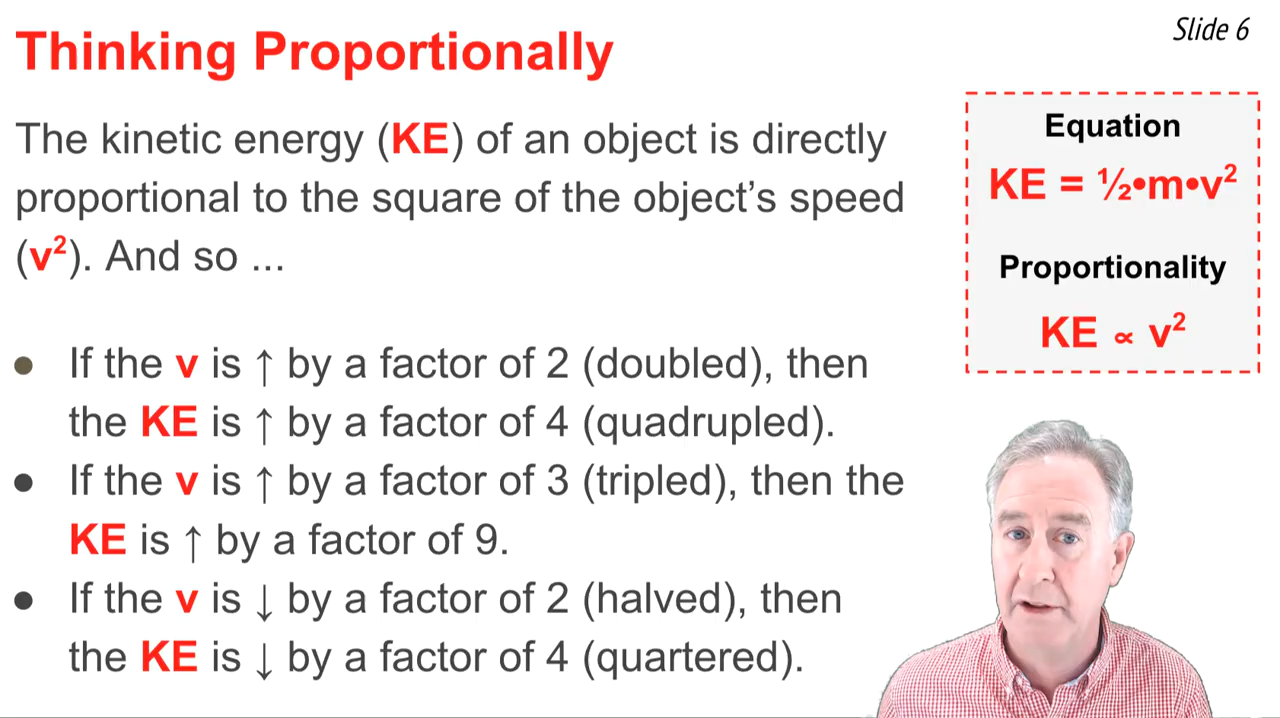 Slide 6
Thinking Proportionally
The kinetic energy (KE) of an object is directly
proportional to the square of the object’s speed
(v²). And so ...
● If the v is ↑ by a factor of 2 (doubled), then
the KE is ↑ by a factor of 4 (quadrupled).
● If the v is ↑ by a factor of 3 (tripled), then the
KE is ↑ by a factor of 9.
● If the v is ↓ by a factor of 2 (halved), then
the KE is ↓ by a factor of 4 (quartered).
Equation
KE = ½•m•v²
Proportionality
KE ∝ v²